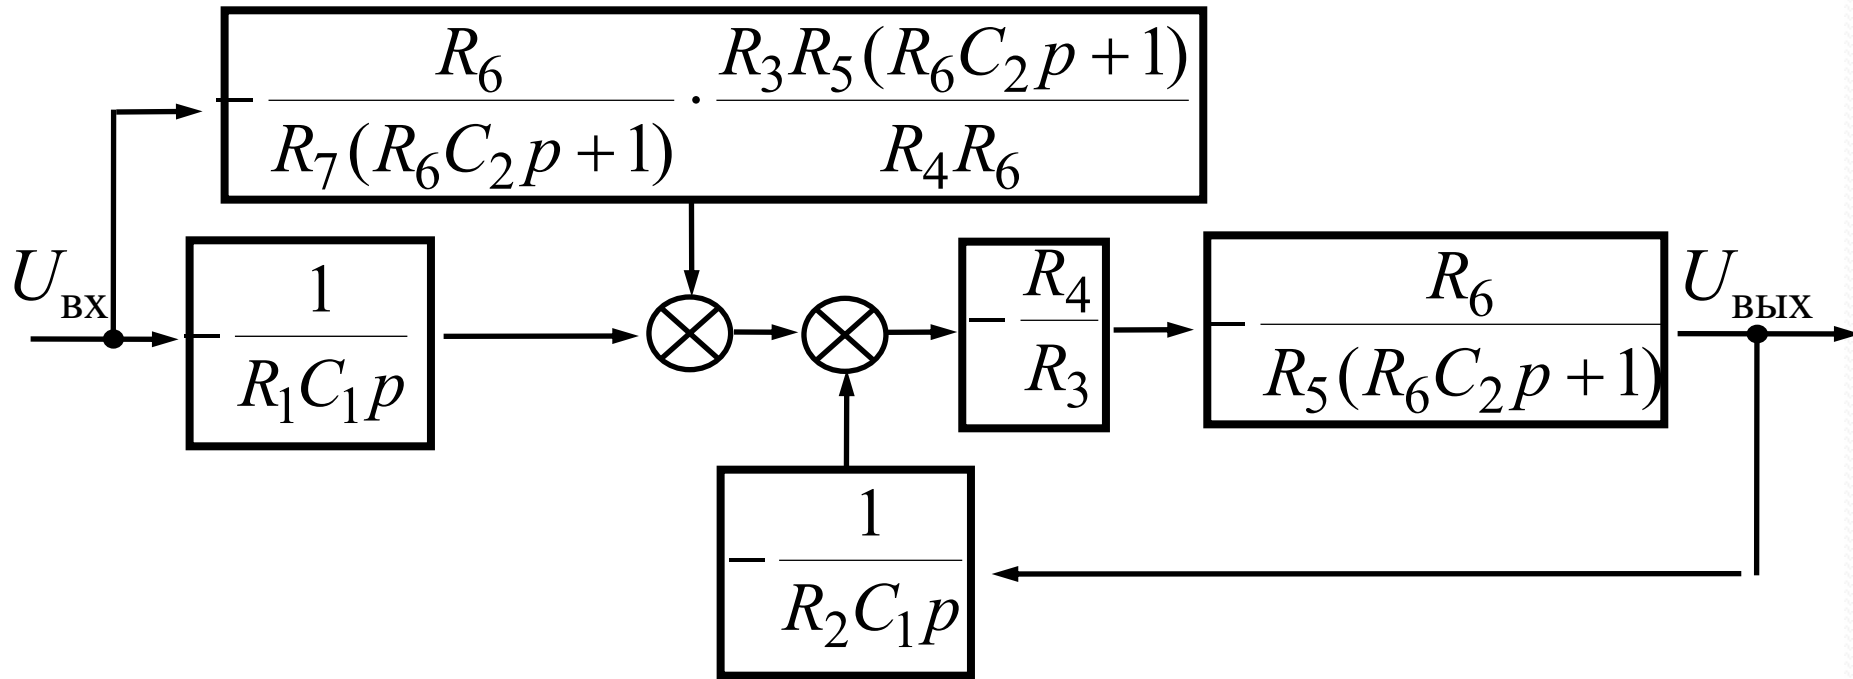 − R₆ / R₇(R₆C₂p + 1) · R₃R₅(R₆C₂p + 1) / R₄R₆
Uвх
− 1 / R₁C₁p
− R₄ / R₃
− R₆ / R₅(R₆C₂p + 1)
Uвых
− 1 / R₂C₁p